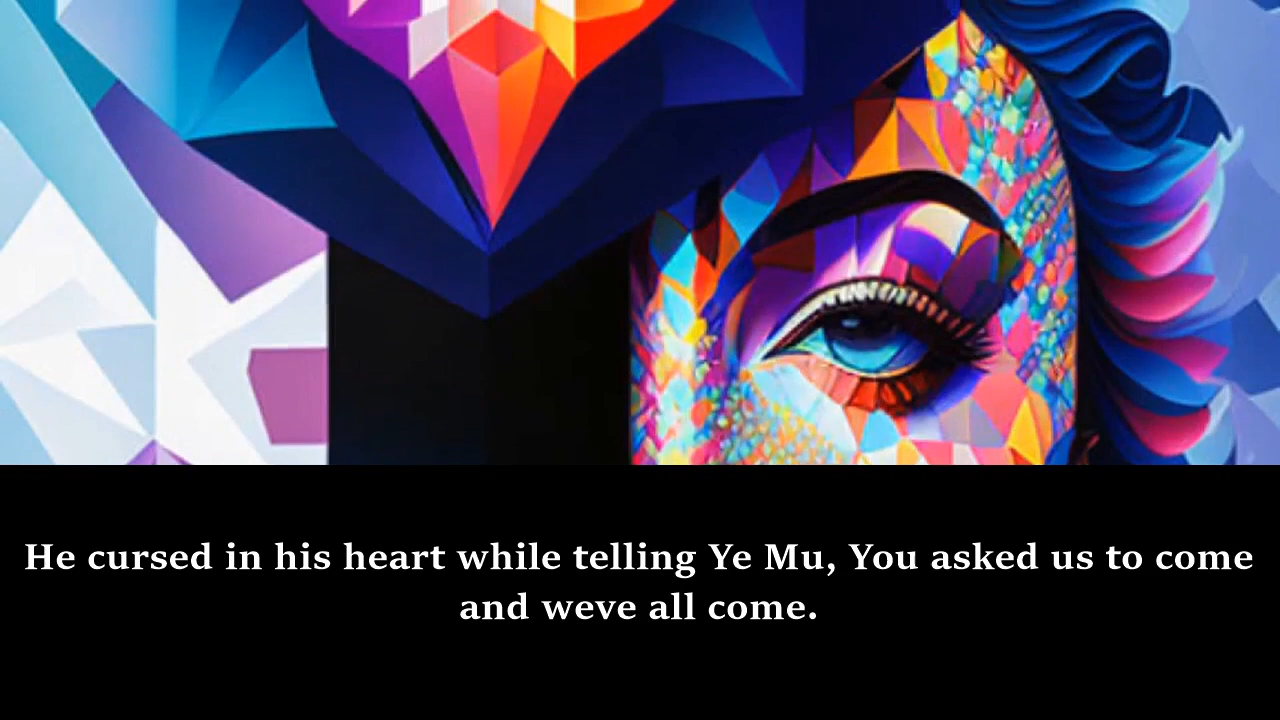 He cursed in his heart while telling Ye Mu, You asked us to come
and weve all come.